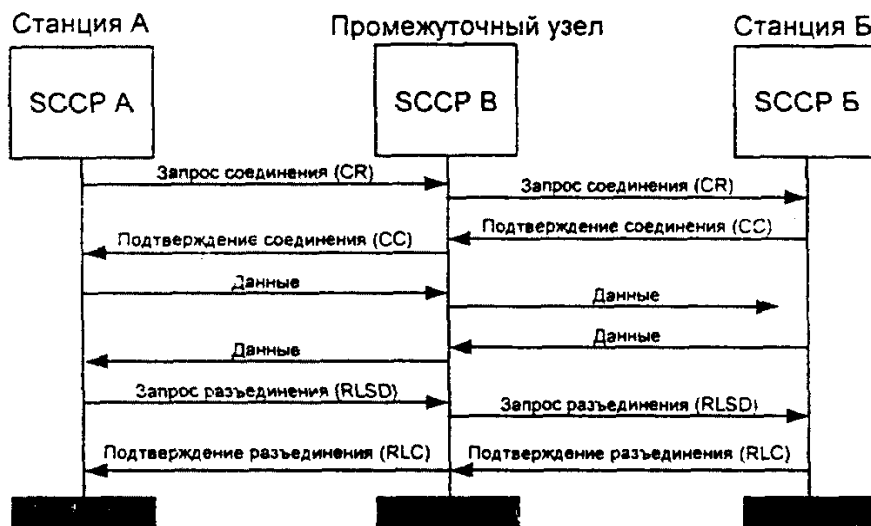 Станция А
Промежуточный узел
Станция Б
SCCP А
SCCP В
SCCP Б
Запрос соединения (CR)
Запрос соединения (CR)
Подтверждение соединения (CC)
Подтверждение соединения (CC)
Данные
Данные
Данные
Данные
Запрос разъединения (RLSD)
Запрос разъединения (RLSD)
Подтверждение разъединения (RLC)
Подтверждение разъединения (RLC)